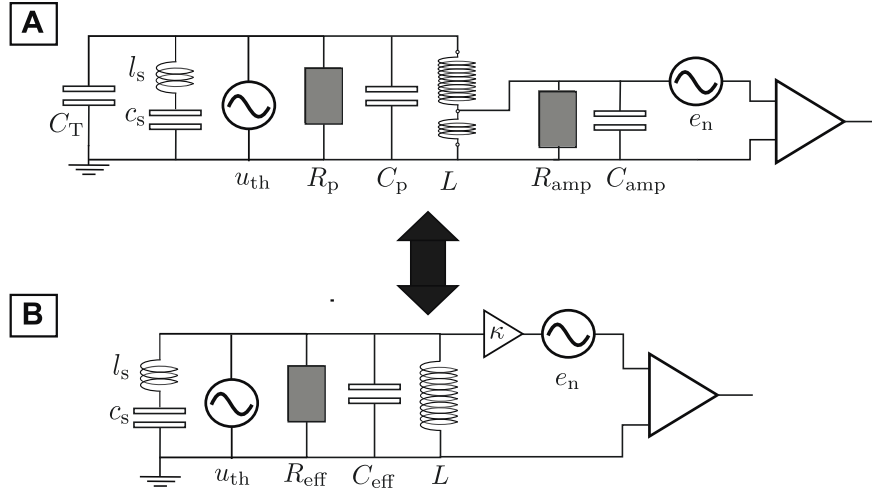 A
l_s
c_s
C_T
e_n
u_th R_p C_p L R_amp C_amp
B
κ
l_s
c_s
e_n
u_th R_eff C_eff L